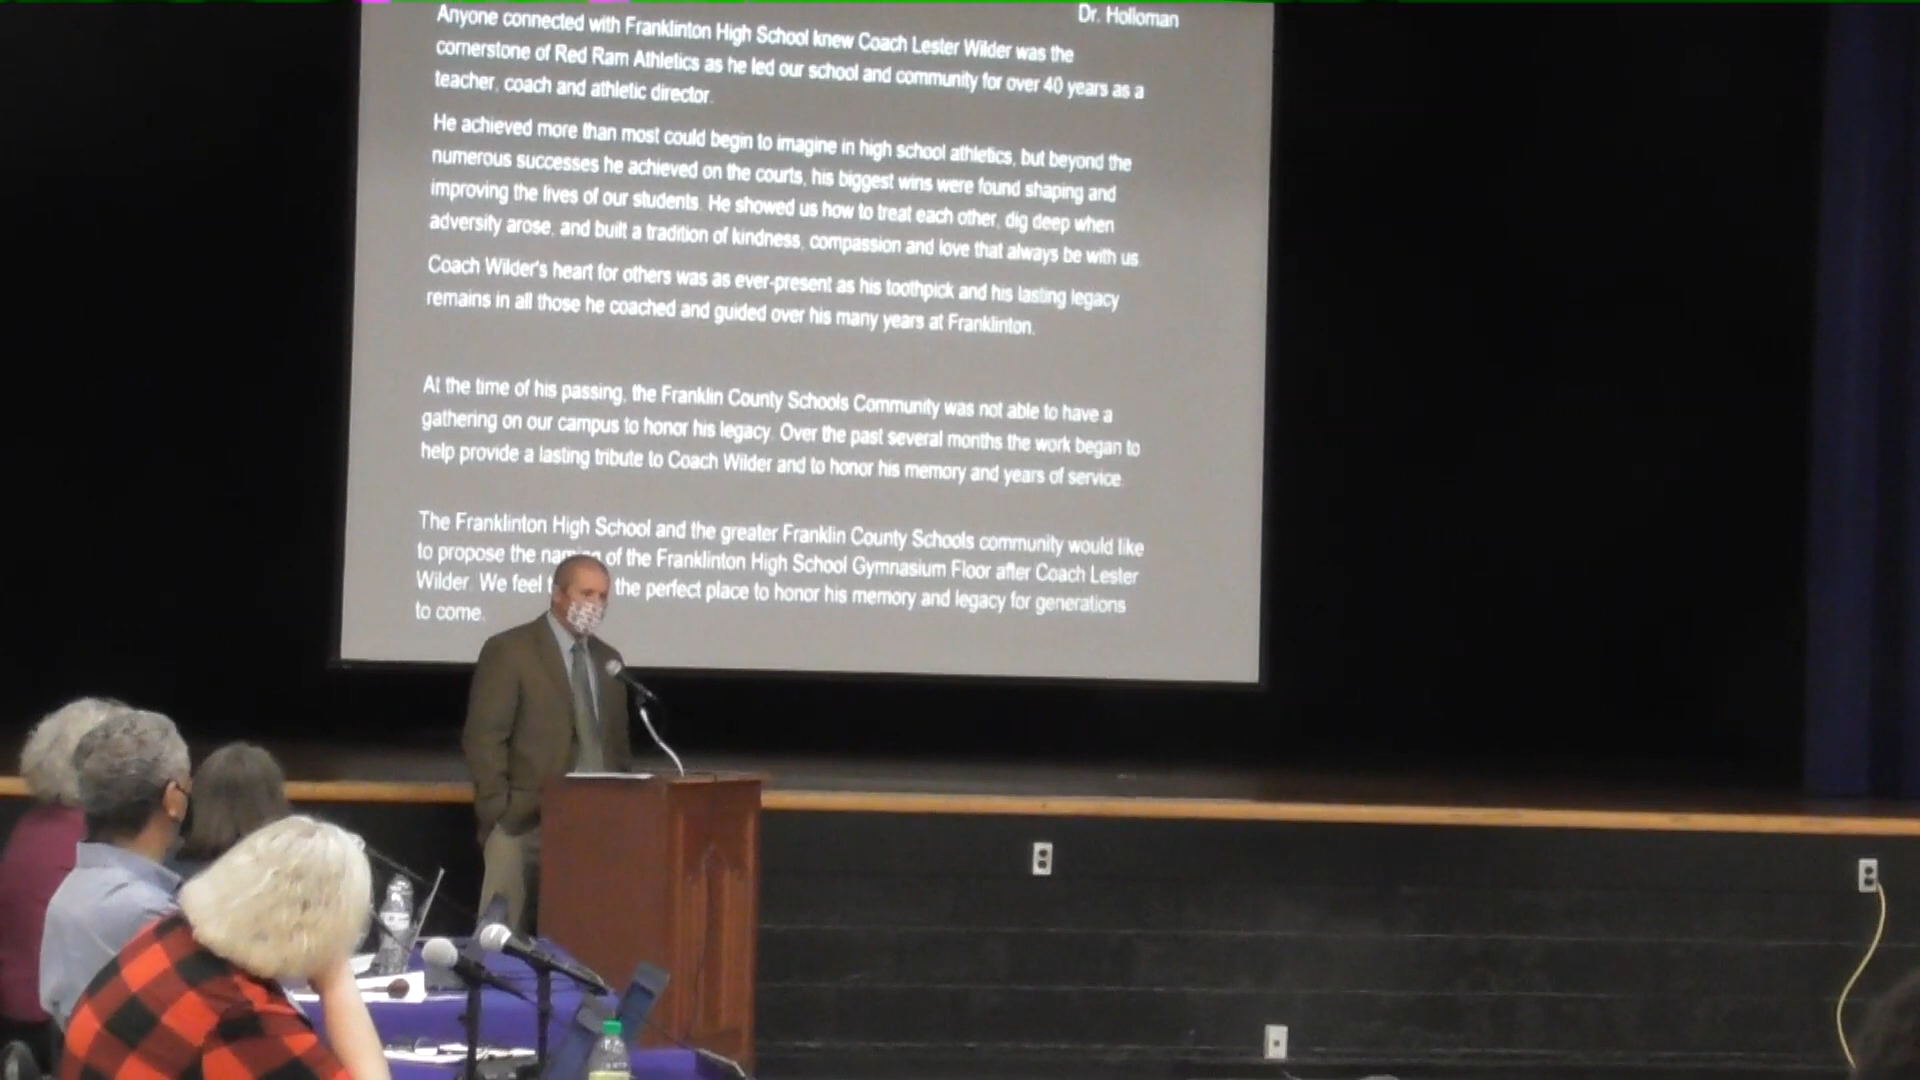 Dr. Holloman
Anyone connected with Franklinton High School knew Coach Lester Wilder was the
cornerstone of Red Ram Athletics as he led our school and community for over 40 years as a
teacher, coach and athletic director.
He achieved more than most could begin to imagine in high school athletics, but beyond the
numerous successes he achieved on the courts, his biggest wins were found shaping and
improving the lives of our students. He showed us how to treat each other, dig deep when
adversity arose, and built a tradition of kindness, compassion and love that always be with us.
Coach Wilder's heart for others was as ever-present as his toothpick and his lasting legacy
remains in all those he coached and guided over his many years at Franklinton.
At the time of his passing, the Franklin County Schools Community was not able to have a
gathering on our campus to honor his legacy. Over the past several months the work began to
help provide a lasting tribute to Coach Wilder and to honor his memory and years of service.
The Franklinton High School and the greater Franklin County Schools community would like
to propose the naming of the Franklinton High School Gymnasium Floor after Coach Lester
Wilder. We feel the perfect place to honor his memory and legacy for generations
to come.